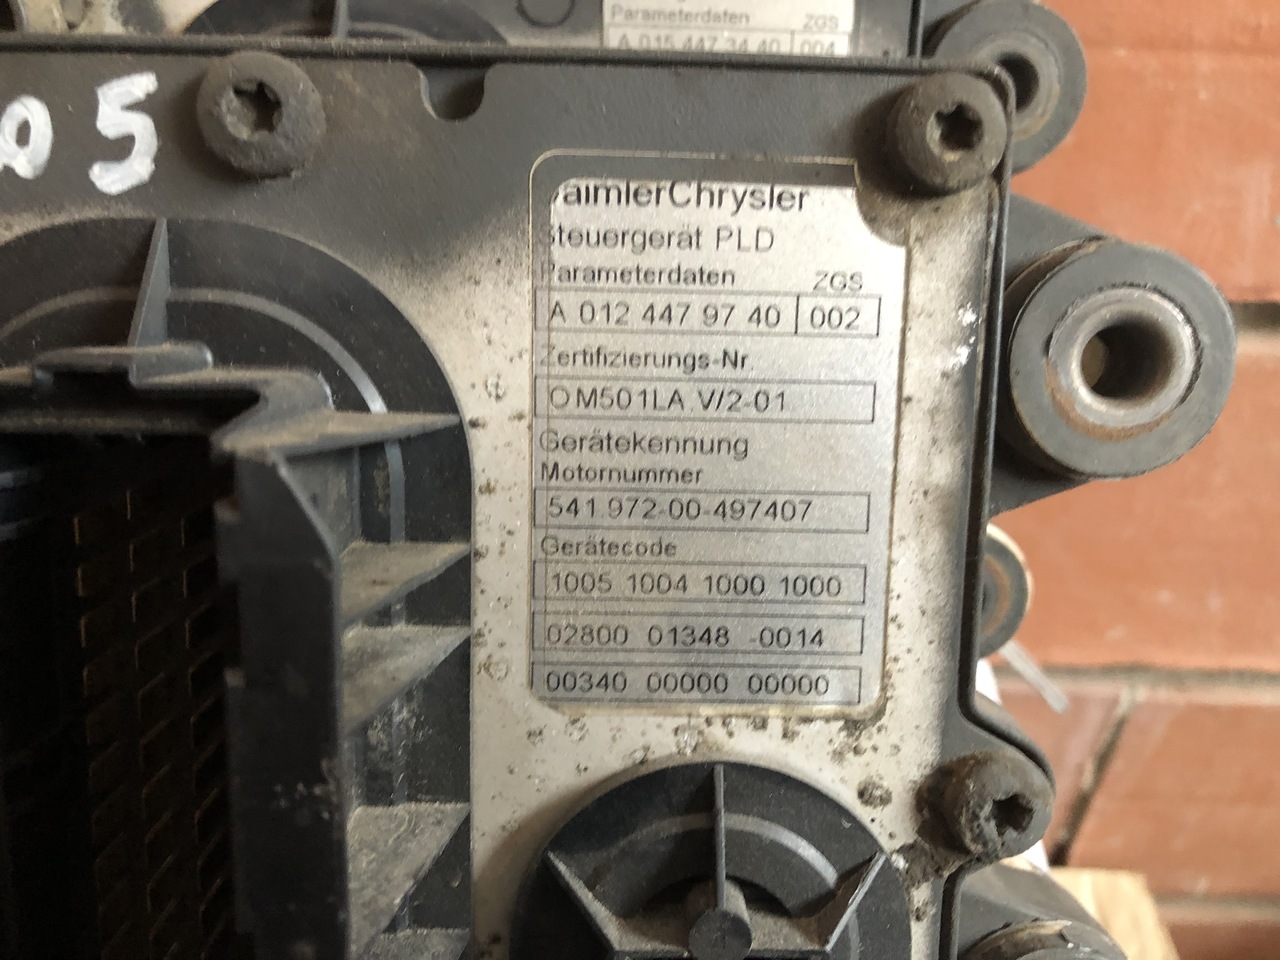 Parameterdaten ZGS
A 015 447 34 40 004
05
DaimlerChrysler
Steuergerät PLD
Parameterdaten ZGS
A 012 447 97 40 002
Zertifizierungs-Nr.
OM501LA V/2-01
Gerätekennung
Motornummer
541.972-00-497407
Gerätecode
1005 1004 1000 1000
02800 01348 -0014
00340 00000 00000